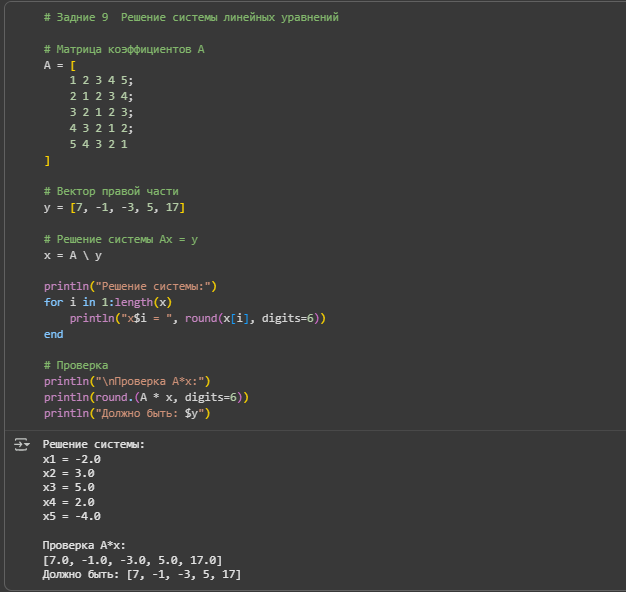 # Задние 9  Решение системы линейных уравнений
# Матрица коэффициентов A
A = [
    1 2 3 4 5;
    2 1 2 3 4;
    3 2 1 2 3;
    4 3 2 1 2;
    5 4 3 2 1
]
# Вектор правой части
y = [7, -1, -3, 5, 17]
# Решение системы Ax = y
x = A \ y
println("Решение системы:")
for i in 1:length(x)
    println("x$i = ", round(x[i], digits=6))
end
# Проверка
println("\nПроверка A*x:")
println(round.(A * x, digits=6))
println("Должно быть: $y")
Решение системы:
x1 = -2.0
x2 = 3.0
x3 = 5.0
x4 = 2.0
x5 = -4.0
Проверка A*x:
[7.0, -1.0, -3.0, 5.0, 17.0]
Должно быть: [7, -1, -3, 5, 17]